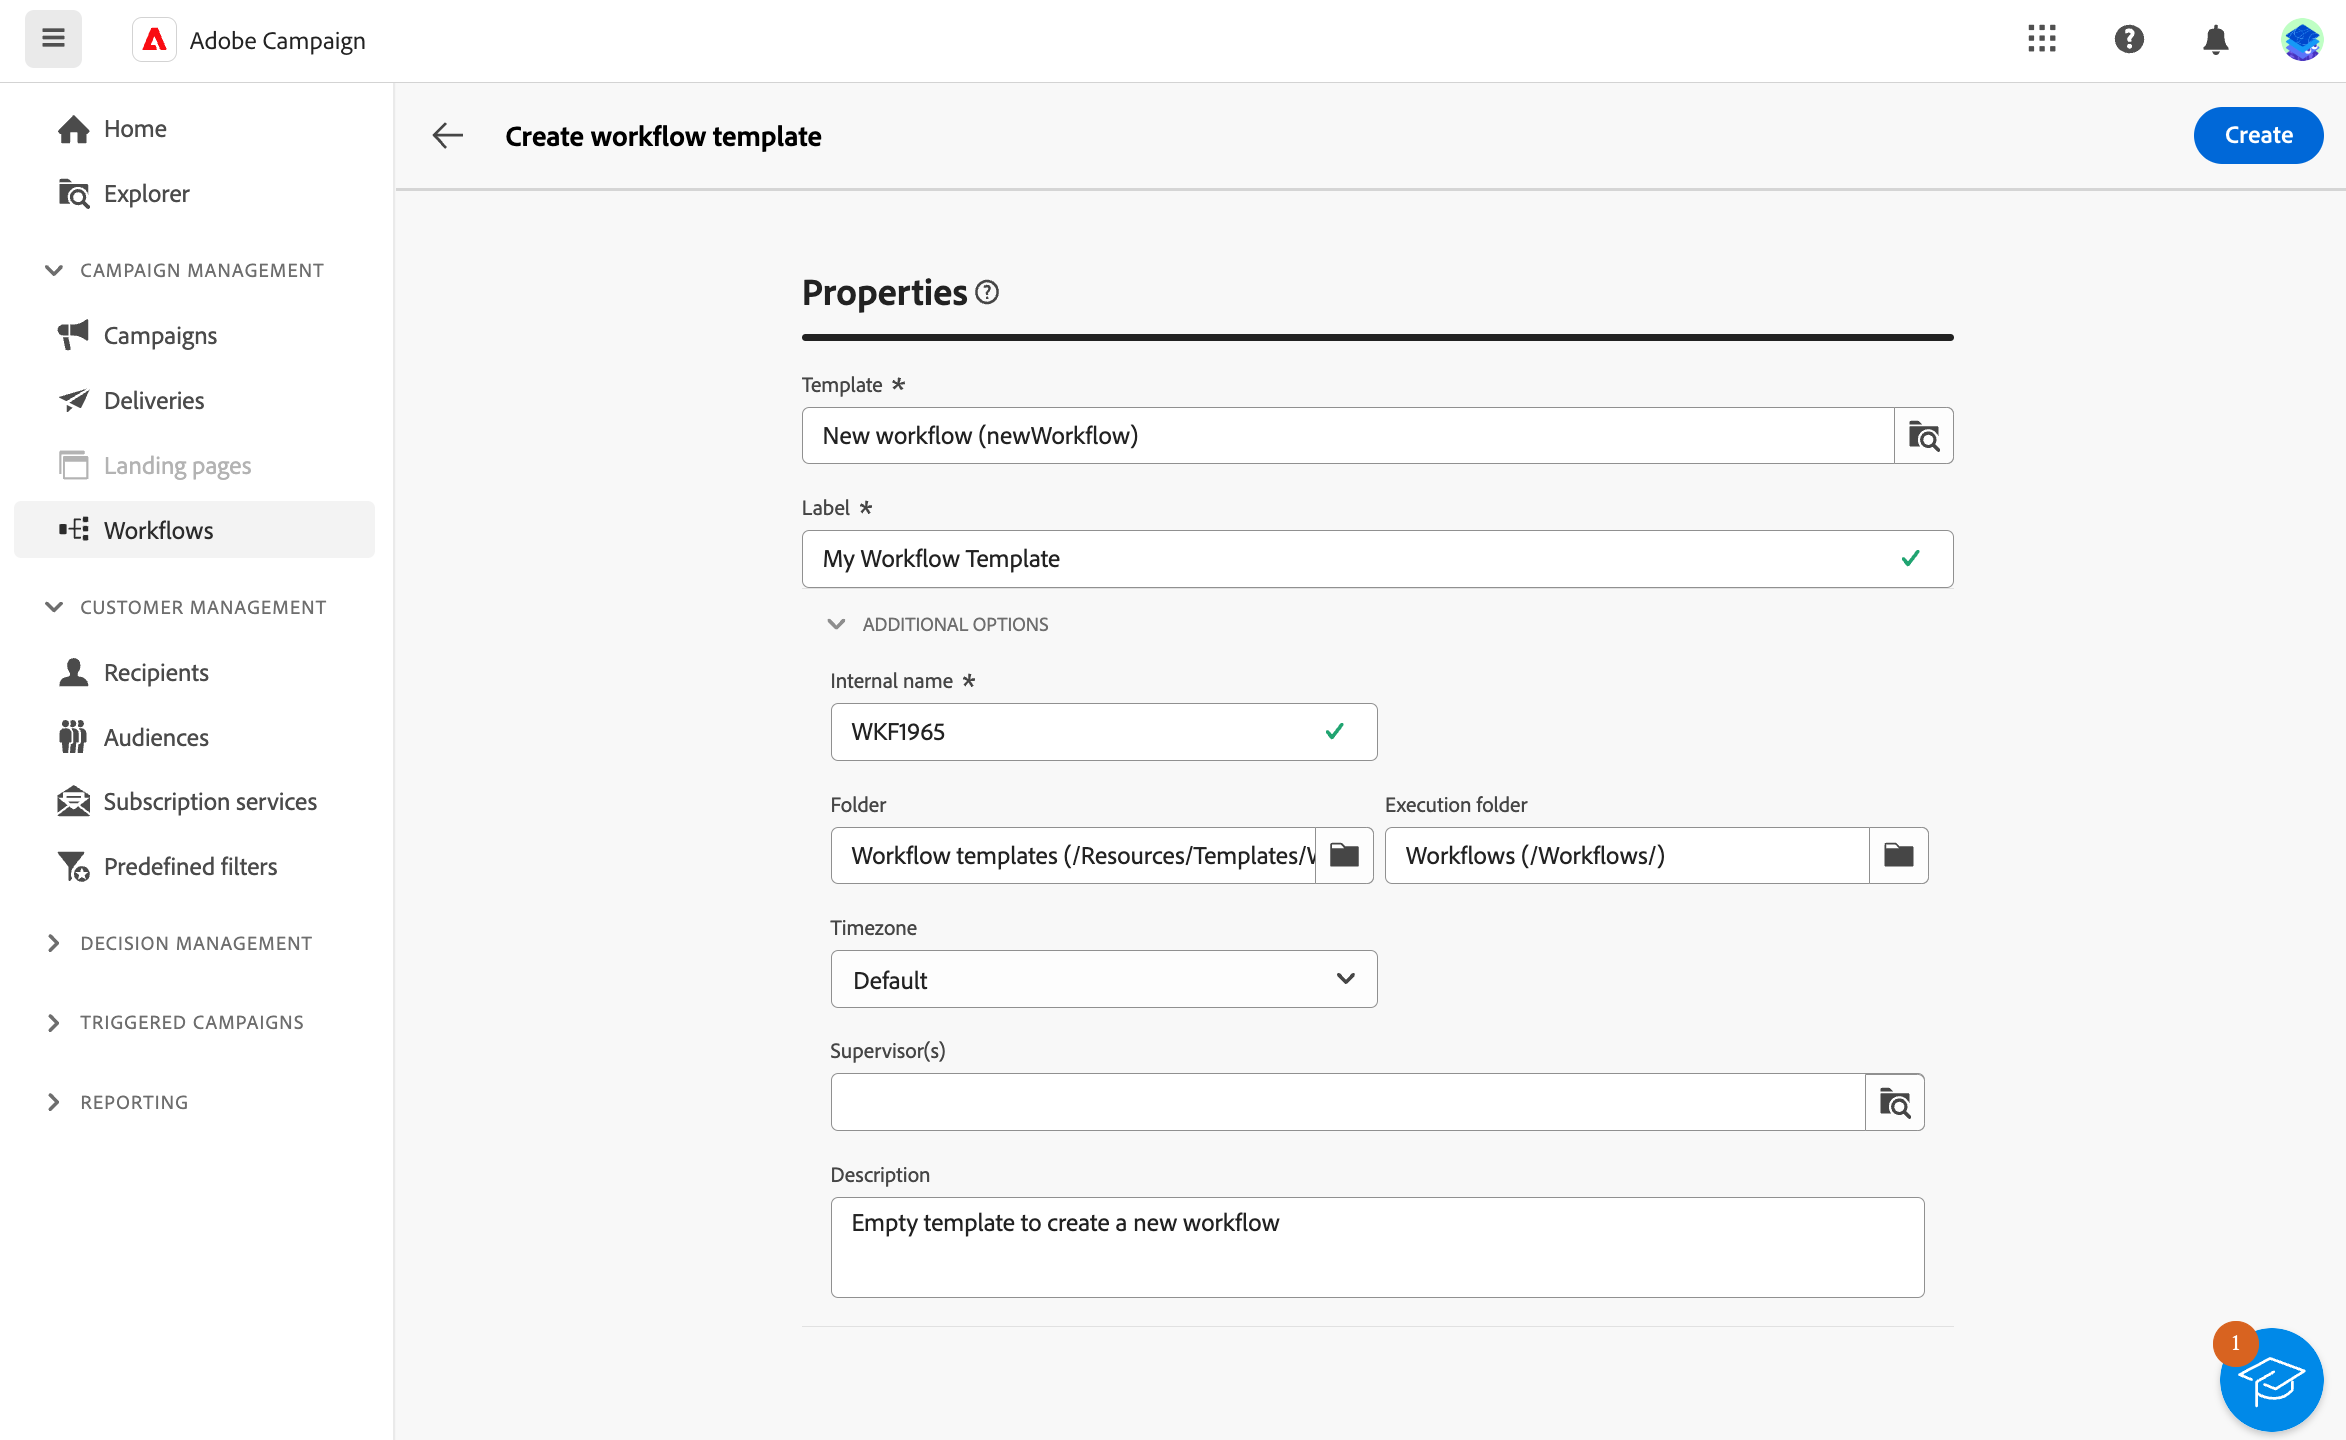 Adobe Campaign
Home
Explorer
CAMPAIGN MANAGEMENT
Campaigns
Deliveries
Landing pages
Workflows
CUSTOMER MANAGEMENT
Recipients
Audiences
Subscription services
Predefined filters
DECISION MANAGEMENT
TRIGGERED CAMPAIGNS
REPORTING
Create workflow template
Create
Properties
Template *
New workflow (newWorkflow)
Label *
My Workflow Template
ADDITIONAL OPTIONS
Internal name *
WKF1965
Folder
Execution folder
Workflow templates (/Resources/Templates/
Workflows (/Workflows/)
Timezone
Default
Supervisor(s)
Description
Empty template to create a new workflow
1